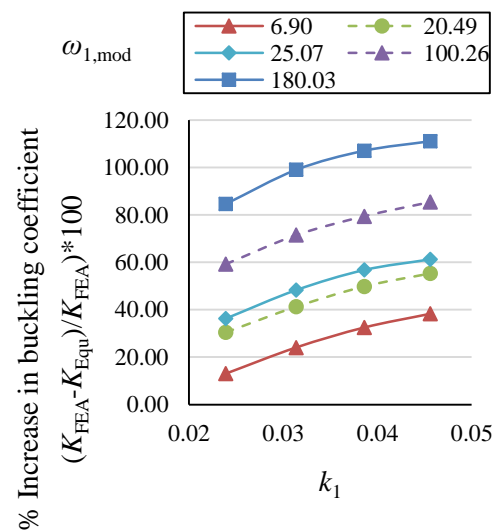 ω1,mod
6.90 20.49
25.07 100.26
180.03
% Increase in buckling coefficient
(KFEA-KEqu)/KFEA)*100
120.00
100.00
80.00
60.00
40.00
20.00
0.00
0.02 0.03 0.04 0.05
k1